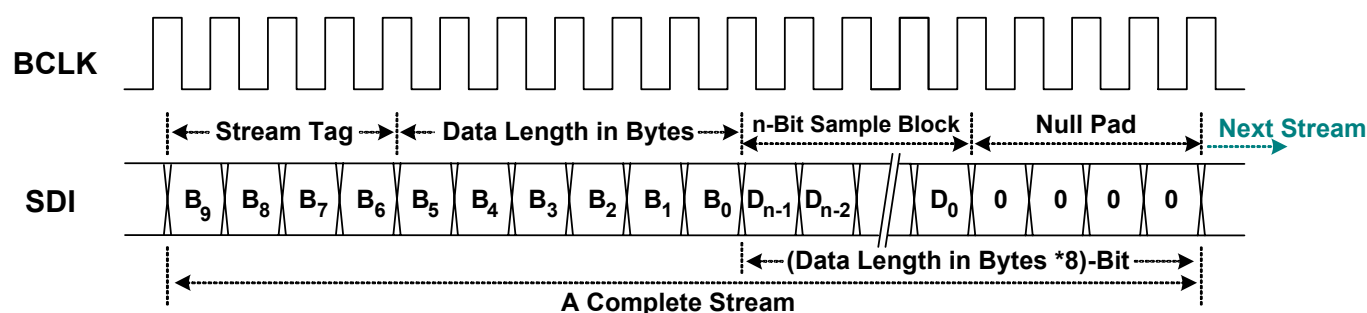 BCLK
Stream Tag Data Length in Bytes n-Bit Sample Block Null Pad Next Stream
SDI B9 B8 B7 B6 B5 B4 B3 B2 B1 B0 Dn-1 Dn-2 D0 0 0 0 0
(Data Length in Bytes *8)-Bit
A Complete Stream